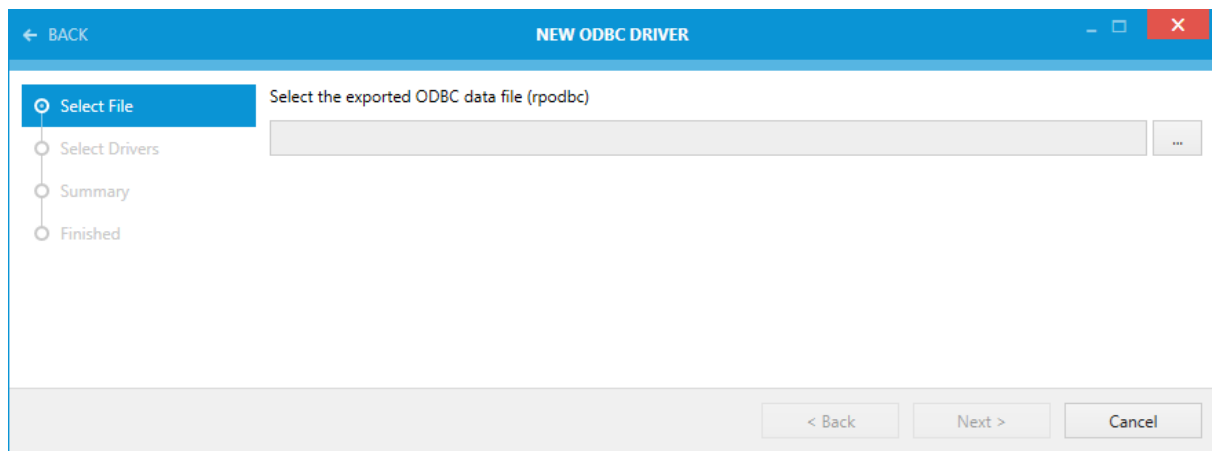 ← BACK
NEW ODBC DRIVER
Select File
Select the exported ODBC data file (rpodbc)
...
Select Drivers
Summary
Finished
< Back
Next >
Cancel